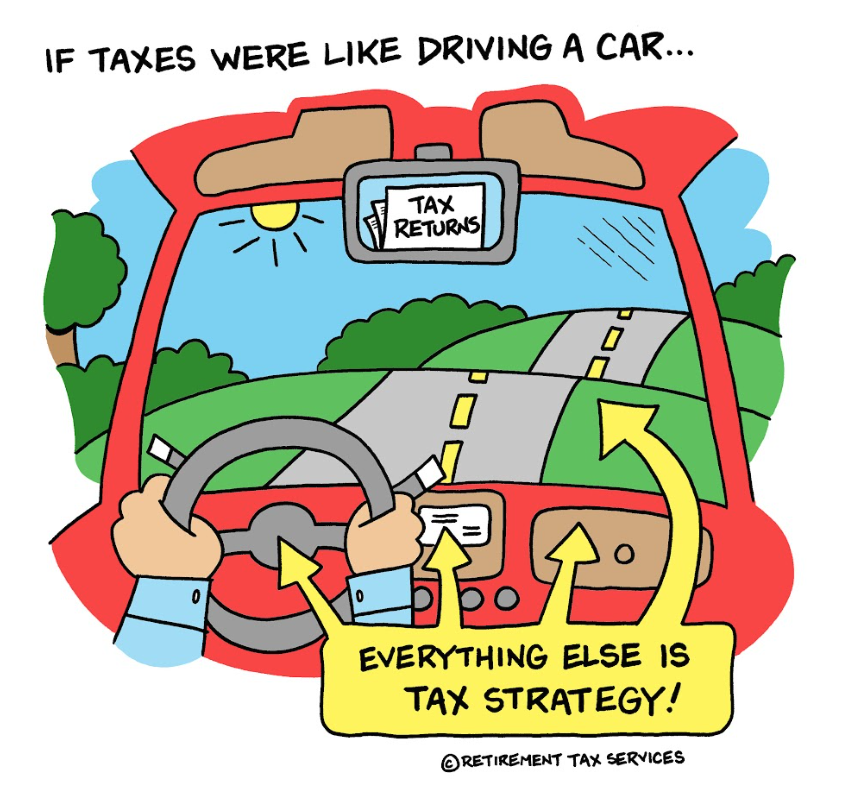 IF TAXES WERE LIKE DRIVING A CAR...
TAX
RETURNS
EVERYTHING ELSE IS
TAX STRATEGY!
©RETIREMENT TAX SERVICES